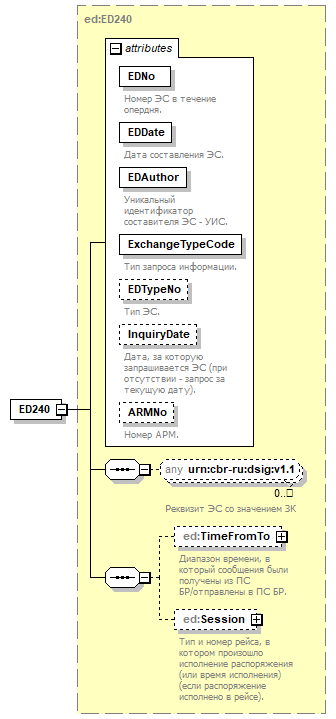 ed:ED240
attributes
EDNo
Номер ЭС в течение
опердня.
EDDate
Дата составления ЭС.
EDAuthor
Уникальный
идентификатор
составителя ЭС - УИС.
ExchangeTypeCode
Тип запроса информации.
EDTypeNo
Тип ЭС.
InquiryDate
Дата, за которую
запрашивается ЭС (при
отсутствии - запрос за
текущую дату).
ARMNo
Номер АРМ.
ED240
any urn:cbr-ru:dsig:v1.1
0..□
Реквизит ЭС со значением ЗК
ed:TimeFromTo
Диапазон времени, в
который сообщения были
получены из ПС
БР/отправлены в ПС БР.
ed:Session
Тип и номер рейса, в
котором произошло
исполнение распоряжения
(или время исполнения)
(если распоряжение
исполнено в рейсе).